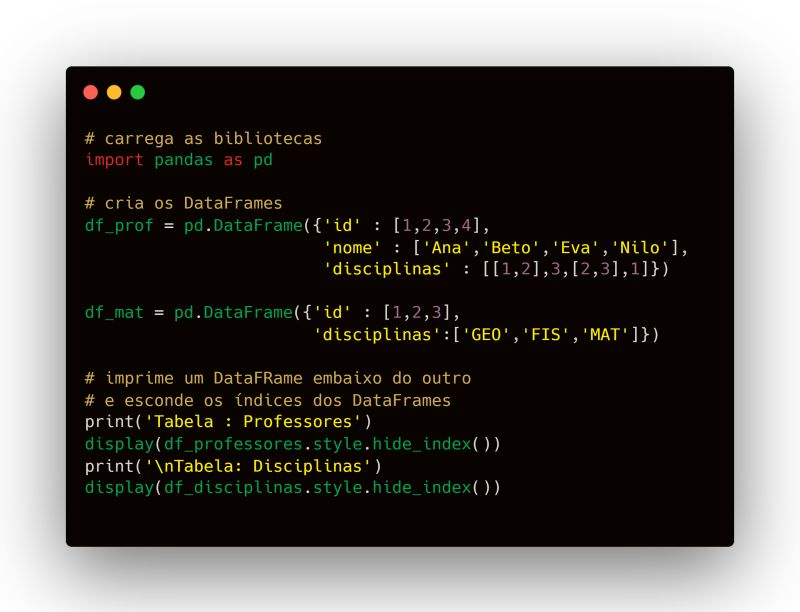 # carrega as bibliotecas
import pandas as pd
# cria os DataFrames
df_prof = pd.DataFrame({'id' : [1,2,3,4],
'nome' : ['Ana','Beto','Eva','Nilo'],
'disciplinas' : [[1,2],3,[2,3],1]})
df_mat = pd.DataFrame({'id' : [1,2,3],
'disciplinas':['GEO','FIS','MAT']})
# imprime um DataFRame embaixo do outro
# e esconde os índices dos DataFrames
print('Tabela : Professores')
display(df_professores.style.hide_index())
print('\nTabela: Disciplinas')
display(df_disciplinas.style.hide_index())